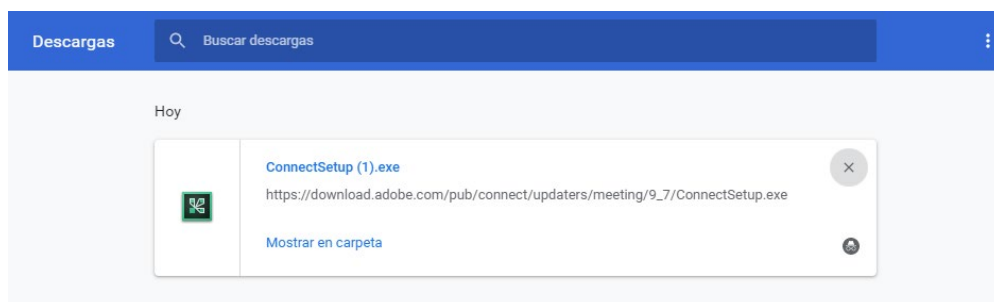 Descargas
Buscar descargas
Hoy
ConnectSetup (1).exe
https://download.adobe.com/pub/connect/updaters/meeting/9_7/ConnectSetup.exe
Mostrar en carpeta